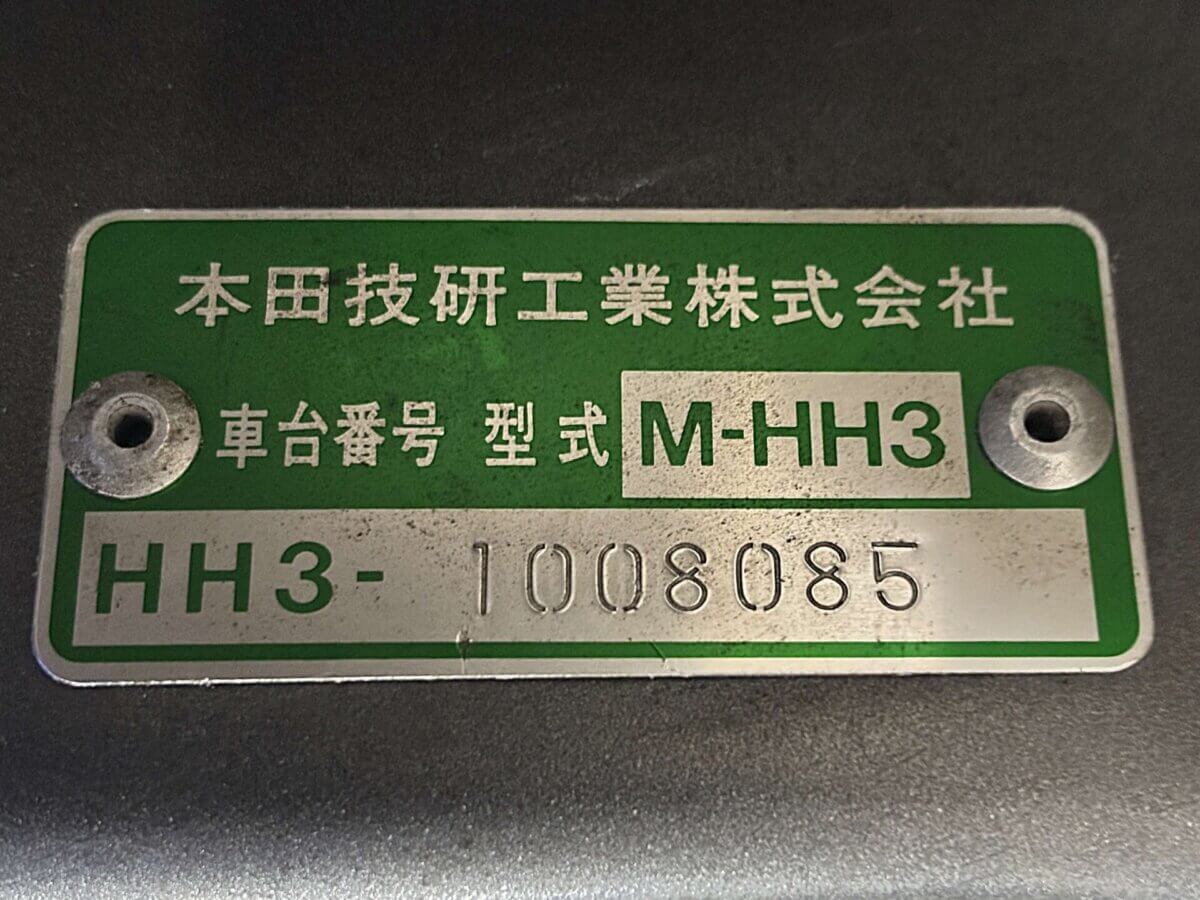 本田技研工業株式会社
車台番号 型式 M-HH3
HH3- 1008085